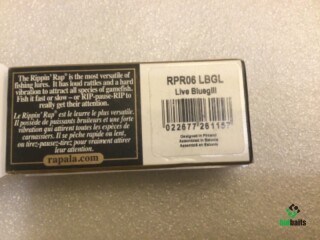 The Rippin' Rap® is the most versatile of
fishing lures. It has loud rattles and a hard
vibration to attract all species of gamefish.
Fish it fast or slow – or RIP-pause-RIP to
really get their attention.
Le Rippin' Rap® est le leurre le plus versatile.
Il possède de puissants bruiteurs et une forte
vibration qui attirent toutes les espèces de
carnassiers. Il se pêche rapide ou lent,
ou tirez-pausez-tirez pour vraiment attirer
leur attention.
rapala.com
RPR06 LBGL
Live Bluegill
022677261157
Designed in Finland
Assembled in Estonia
baits